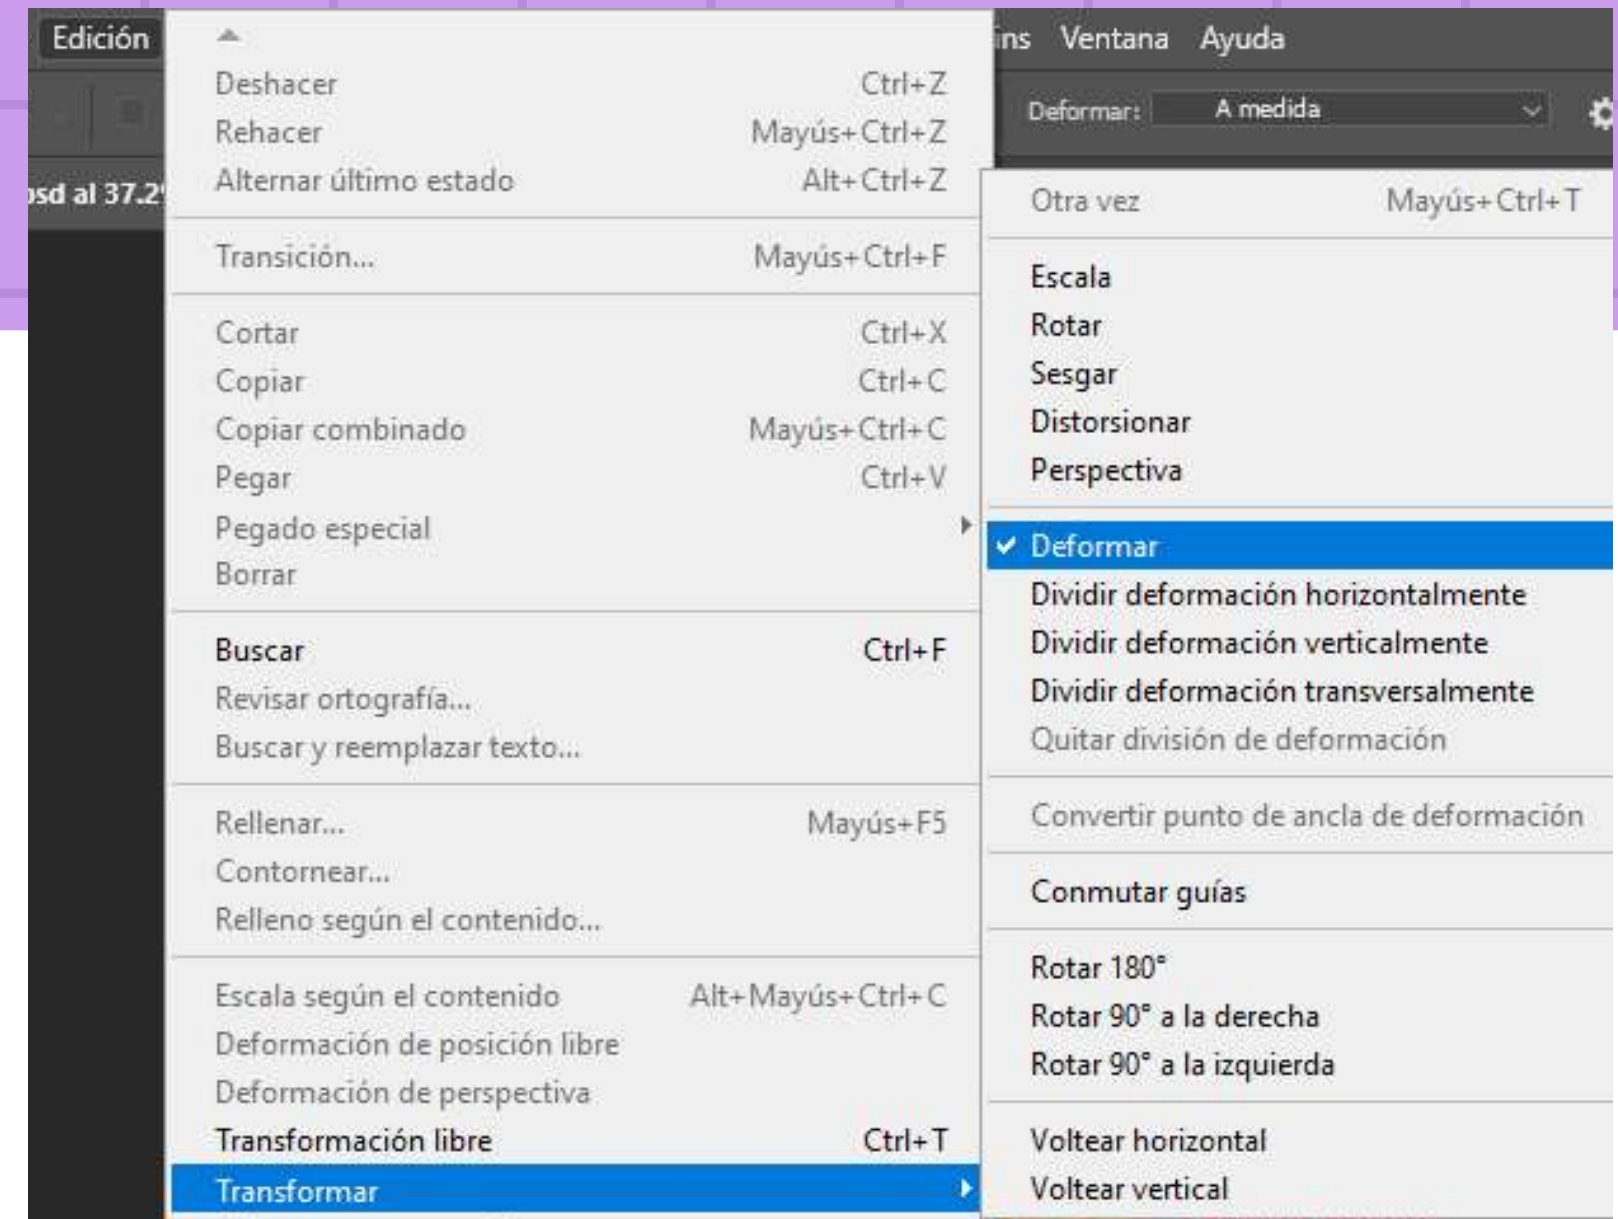 Edición
ins Ventana Ayuda
Deformar: A medida
psd al 37.2
Deshacer Ctrl+Z
Rehacer Mayús+Ctrl+Z
Alternar último estado Alt+Ctrl+Z
Transición... Mayús+Ctrl+F
Cortar Ctrl+X
Copiar Ctrl+C
Copiar combinado Mayús+Ctrl+C
Pegar Ctrl+V
Pegado especial
Borrar
Buscar Ctrl+F
Revisar ortografía...
Buscar y reemplazar texto...
Rellenar... Mayús+F5
Contornear...
Relleno según el contenido...
Escala según el contenido Alt+Mayús+Ctrl+C
Deformación de posición libre
Deformación de perspectiva
Transformación libre Ctrl+T
Transformar
Otra vez Mayús+Ctrl+T
Escala
Rotar
Sesgar
Distorsionar
Perspectiva
Deformar
Dividir deformación horizontalmente
Dividir deformación verticalmente
Dividir deformación transversalmente
Quitar división de deformación
Convertir punto de ancla de deformación
Conmutar guías
Rotar 180°
Rotar 90° a la derecha
Rotar 90° a la izquierda
Voltear horizontal
Voltear vertical